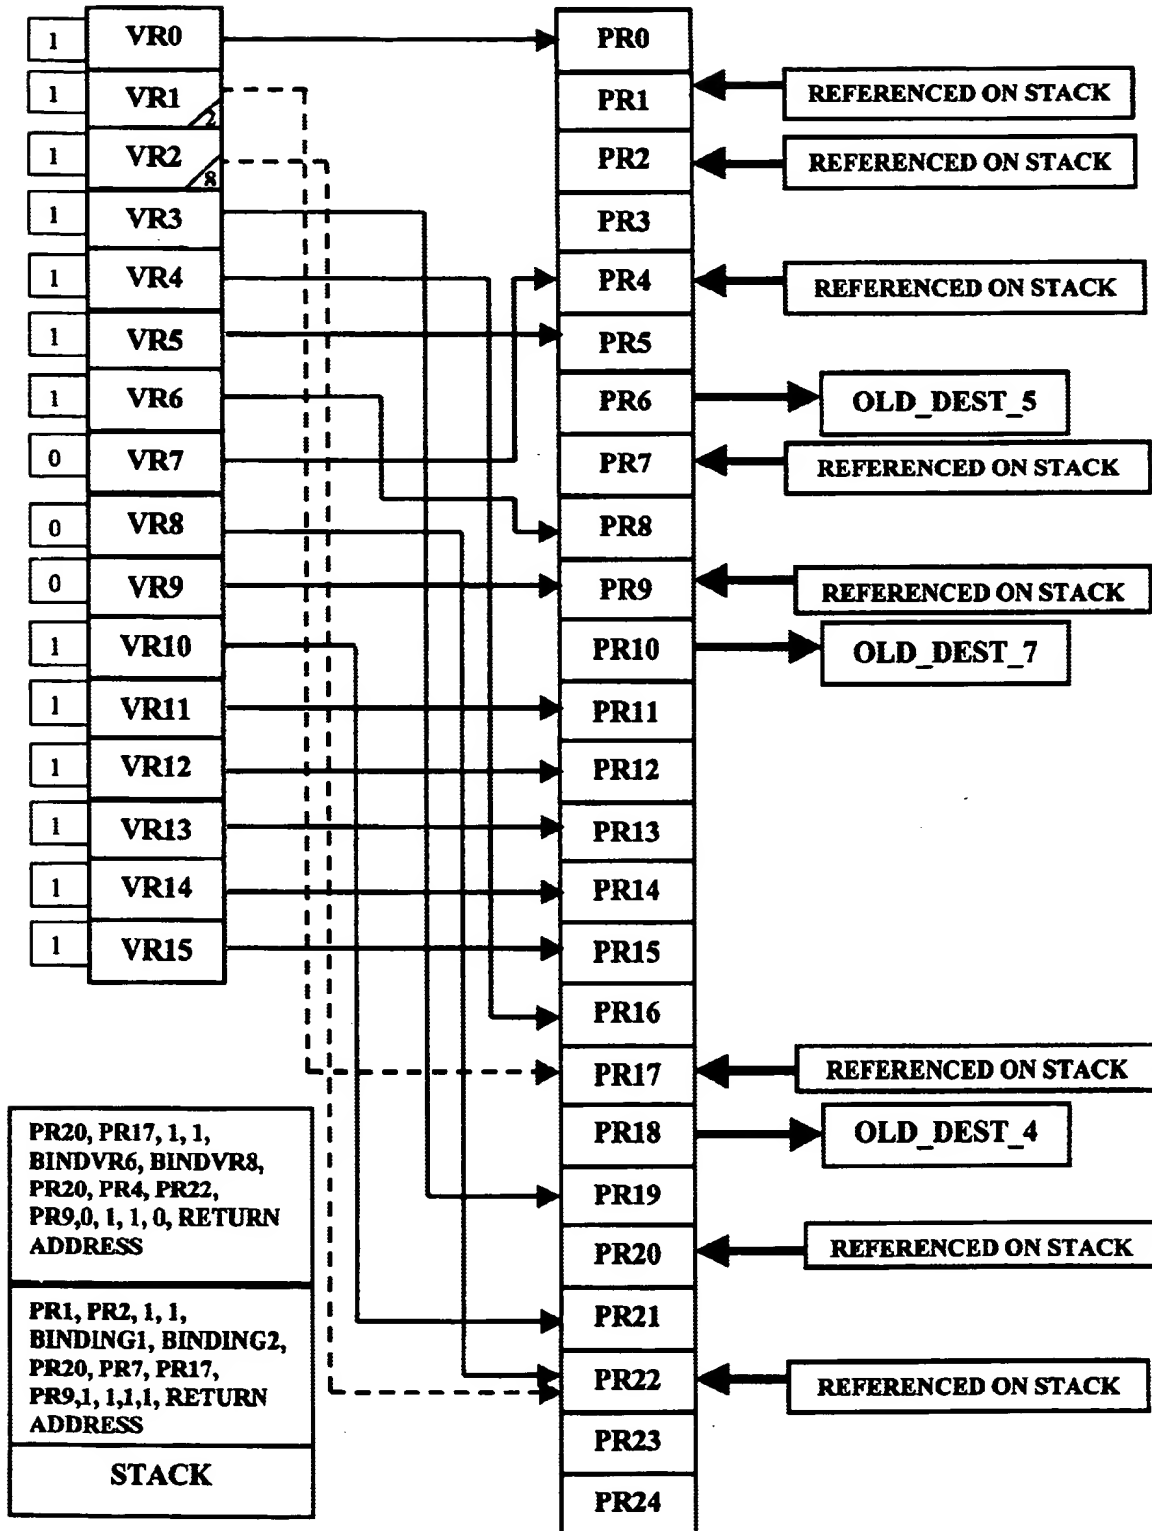 1 VR0 PR0
1 VR1 2 PR1 REFERENCED ON STACK
1 VR2 8 PR2 REFERENCED ON STACK
1 VR3 PR3
1 VR4 PR4 REFERENCED ON STACK
1 VR5 PR5
1 VR6 PR6 OLD_DEST_5
0 VR7 PR7 REFERENCED ON STACK
0 VR8 PR8
0 VR9 PR9 REFERENCED ON STACK
1 VR10 PR10 OLD_DEST_7
1 VR11 PR11
1 VR12 PR12
1 VR13 PR13
1 VR14 PR14
1 VR15 PR15
PR16
PR17 REFERENCED ON STACK
PR18 OLD_DEST_4
PR19
PR20 REFERENCED ON STACK
PR21
PR22 REFERENCED ON STACK
PR23
PR24
PR20, PR17, 1, 1,
BINDVR6, BINDVR8,
PR20, PR4, PR22,
PR9,0, 1, 1, 0, RETURN
ADDRESS
PR1, PR2, 1, 1,
BINDING1, BINDING2,
PR20, PR7, PR17,
PR9,1, 1,1,1, RETURN
ADDRESS
STACK